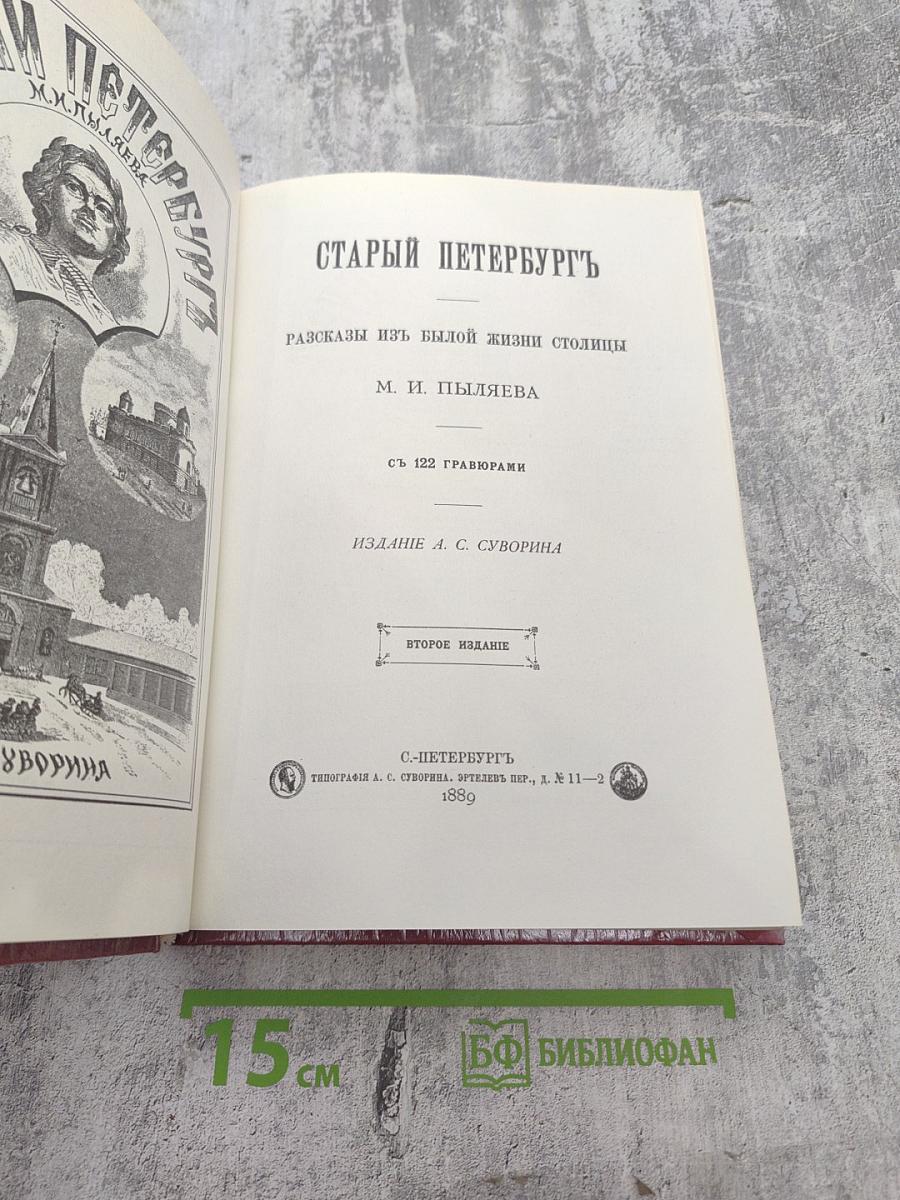 ПЕТЕРБУРГЪ
М. И. ПЫЛЯЕВА
СУВОРИНА
СТАРЫЙ ПЕТЕРБУРГЪ
РАЗСКАЗЫ ИЗЪ БЫЛОЙ ЖИЗНИ СТОЛИЦЫ
М. И. ПЫЛЯЕВА
СЪ 122 ГРАВЮРАМИ
ИЗДАНІЕ А. С. СУВОРИНА
ВТОРОЕ ИЗДАНІЕ
С.-ПЕТЕРБУРГЪ
ТИПОГРАФІЯ А. С. СУВОРИНА. ЭРТЕЛЕВЪ ПЕР., Д. № 11—2
1889
15 см
БФ БИБЛИОФАН